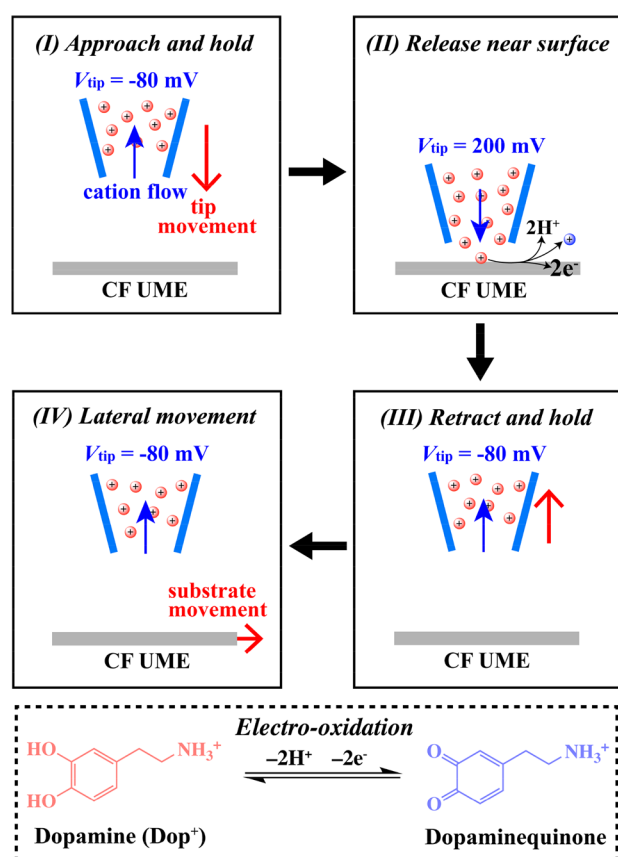 (I) Approach and hold
Vtip = -80 mV
cation flow
tip
movement
CF UME
(II) Release near surface
Vtip = 200 mV
2H⁺
2e⁻
CF UME
(IV) Lateral movement
Vtip = -80 mV
substrate
movement
CF UME
(III) Retract and hold
Vtip = -80 mV
CF UME
Electro-oxidation
HO
HO
NH₃⁺
–2H⁺ –2e⁻
O
O
NH₃⁺
Dopamine (Dop⁺)
Dopaminequinone